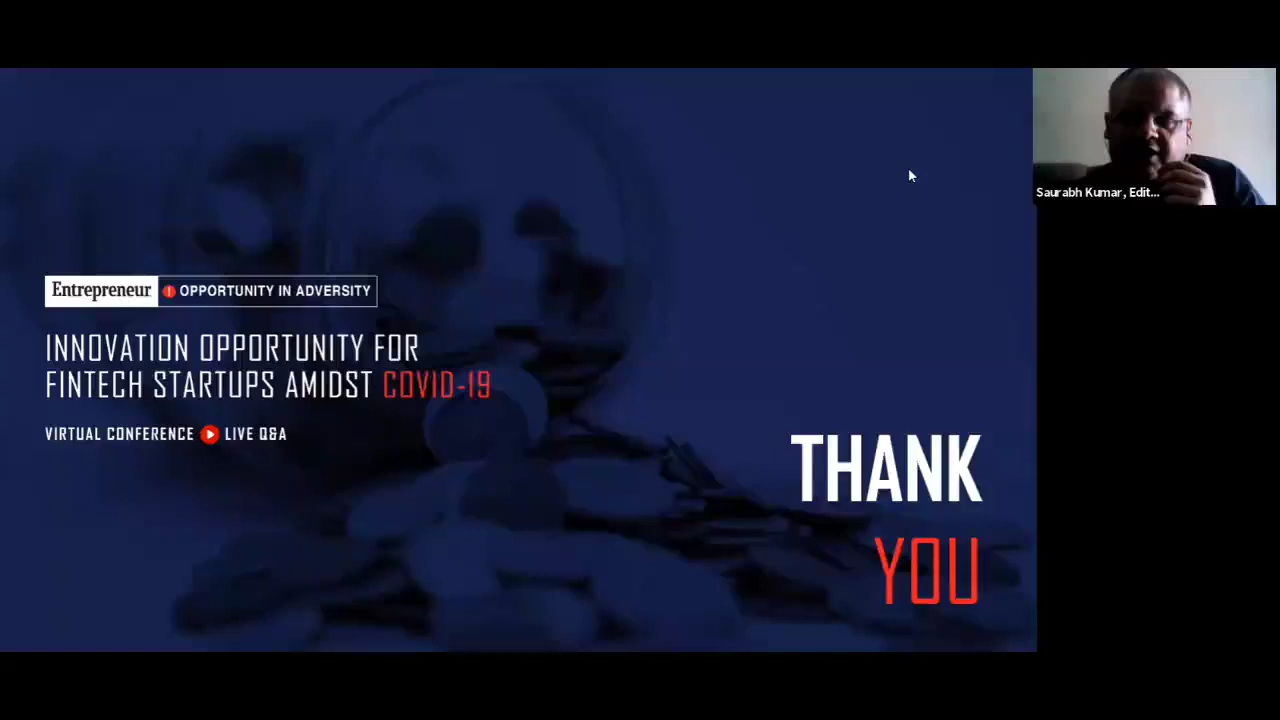 Entrepreneur ! OPPORTUNITY IN ADVERSITY
INNOVATION OPPORTUNITY FOR
FINTECH STARTUPS AMIDST COVID-19
VIRTUAL CONFERENCE LIVE Q&A
THANK
YOU
Saurabh Kumar, Edit...